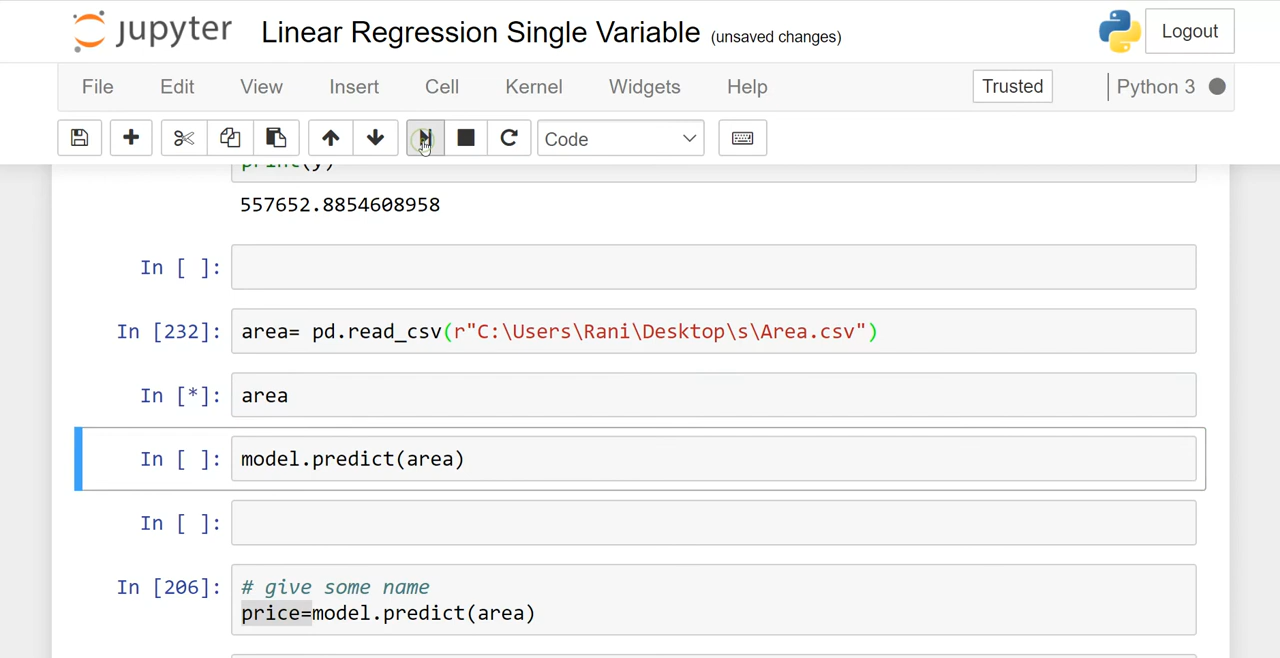 jupyter Linear Regression Single Variable (unsaved changes) Logout
File Edit View Insert Cell Kernel Widgets Help Trusted Python 3
Code
print(y)
557652.8854608958
In [ ]:
In [232]: area= pd.read_csv(r"C:\Users\Rani\Desktop\s\Area.csv")
In [*]: area
In [ ]: model.predict(area)
In [ ]:
In [206]: # give some name
price=model.predict(area)